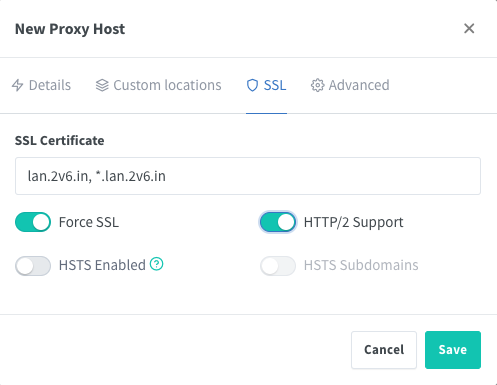 New Proxy Host
Details Custom locations SSL Advanced
SSL Certificate
lan.2v6.in, *.lan.2v6.in
Force SSL HTTP/2 Support
HSTS Enabled ? HSTS Subdomains
Cancel Save